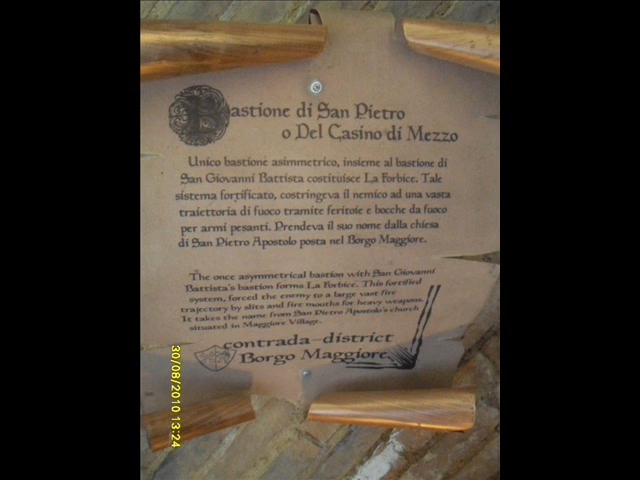 Bastione di San Pietro
o Del Casino di Mezzo
Unico bastione asimmetrico, insieme al bastione di
San Giovanni Battista costituisce La Forbice. Tale
sistema fortificato, costringeva il nemico ad una vasta
traiettoria di fuoco tramite feritoie e bocche da fuoco
per armi pesanti. Prendeva il suo nome dalla chiesa
di San Pietro Apostolo posta nel Borgo Maggiore.
The once asymmetrical bastion with San Giovanni
Battista's bastion forms La Forbice. This fortified
system, forced the enemy to a large vast fire
trajectory by slits and fire mouths for heavy weapons.
It takes the name from San Pietro Apostolo's church
situated in Maggiore Village.
contrada-district
Borgo Maggiore
30/08/2010 13:24